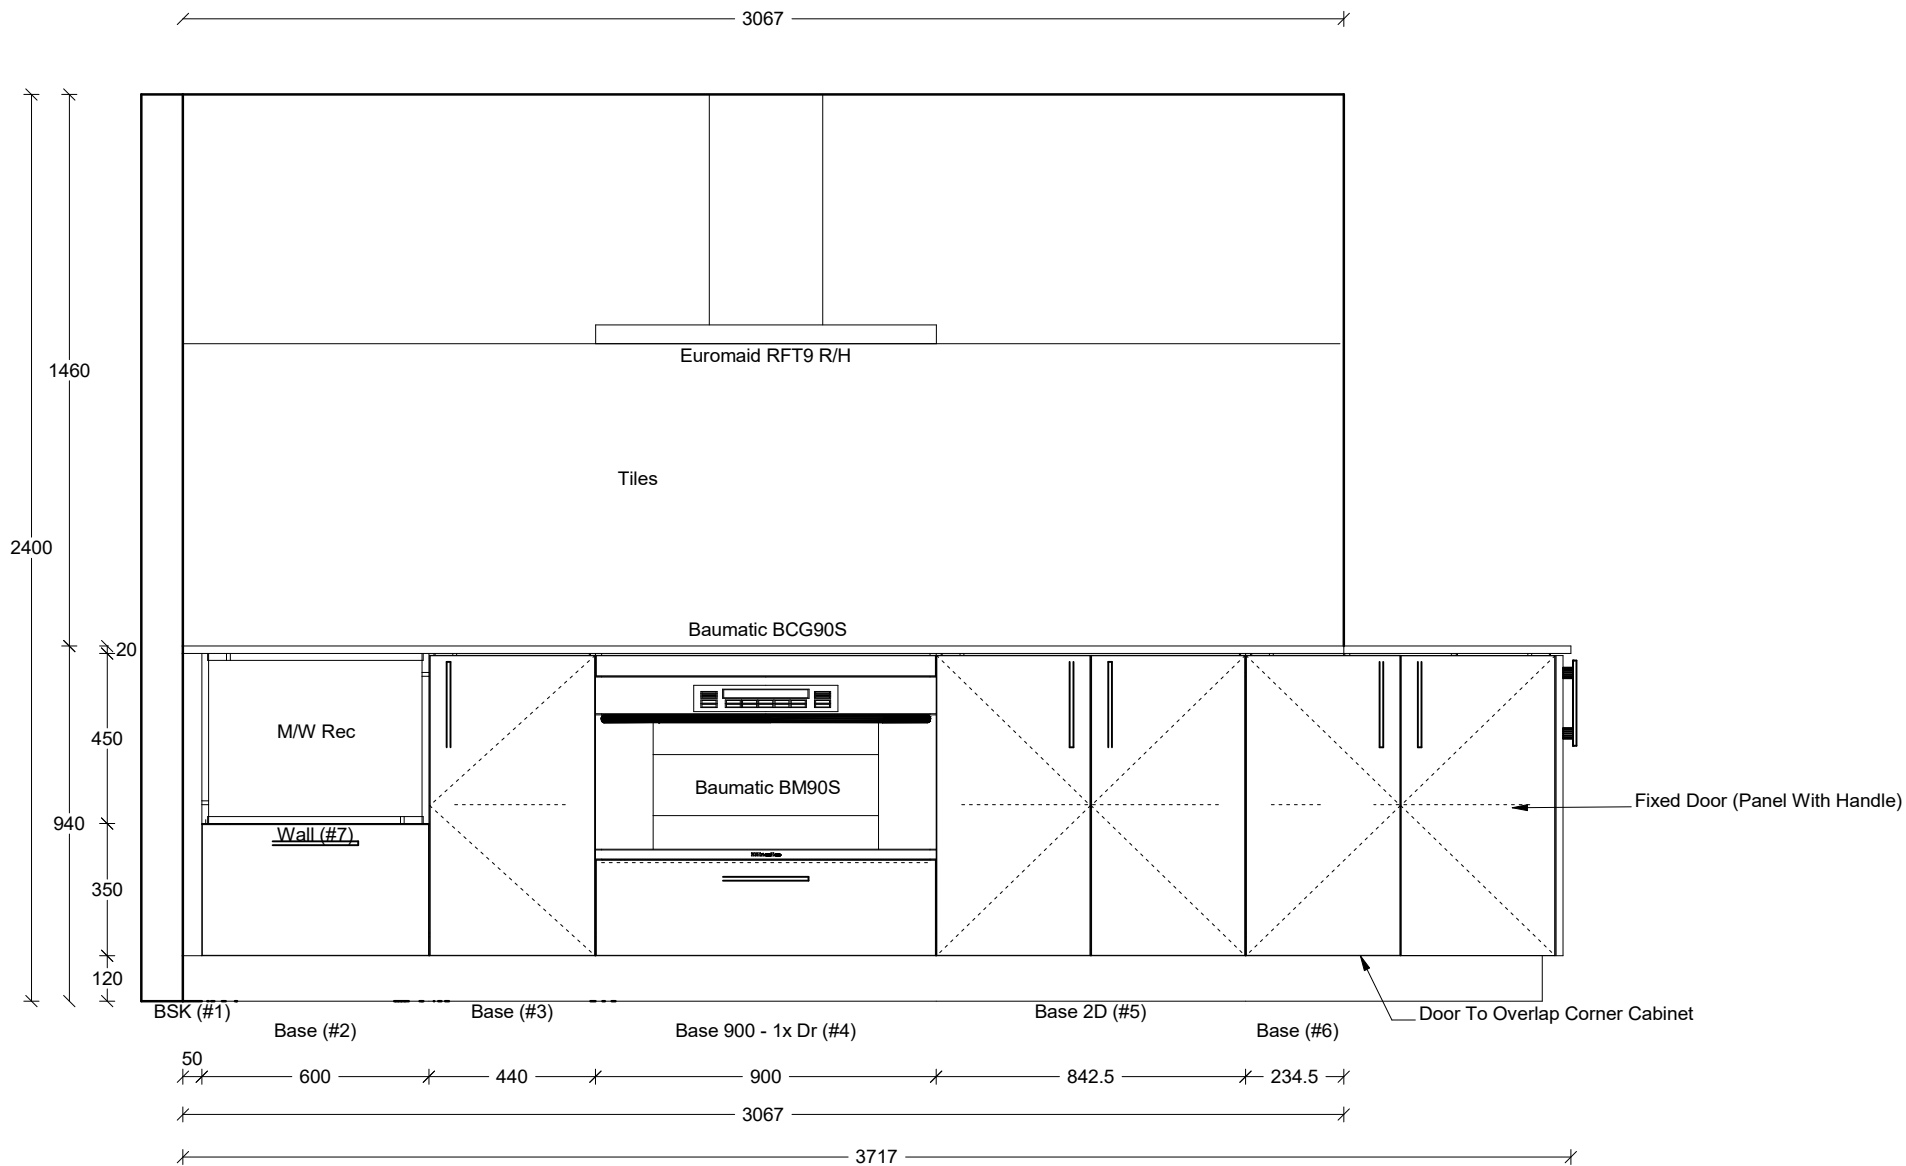 3067
Euromaid RFT9 R/H
1460
Tiles
2400
Baumatic BCG90S
20
M/W Rec
450
Baumatic BM90S
Fixed Door (Panel With Handle)
940
Wall (#7)
350
120
BSK (#1)
Base (#3)
Base 2D (#5)
Door To Overlap Corner Cabinet
Base (#2)
Base 900 - 1x Dr (#4)
Base (#6)
50
600
440
900
842.5
234.5
3067
3717